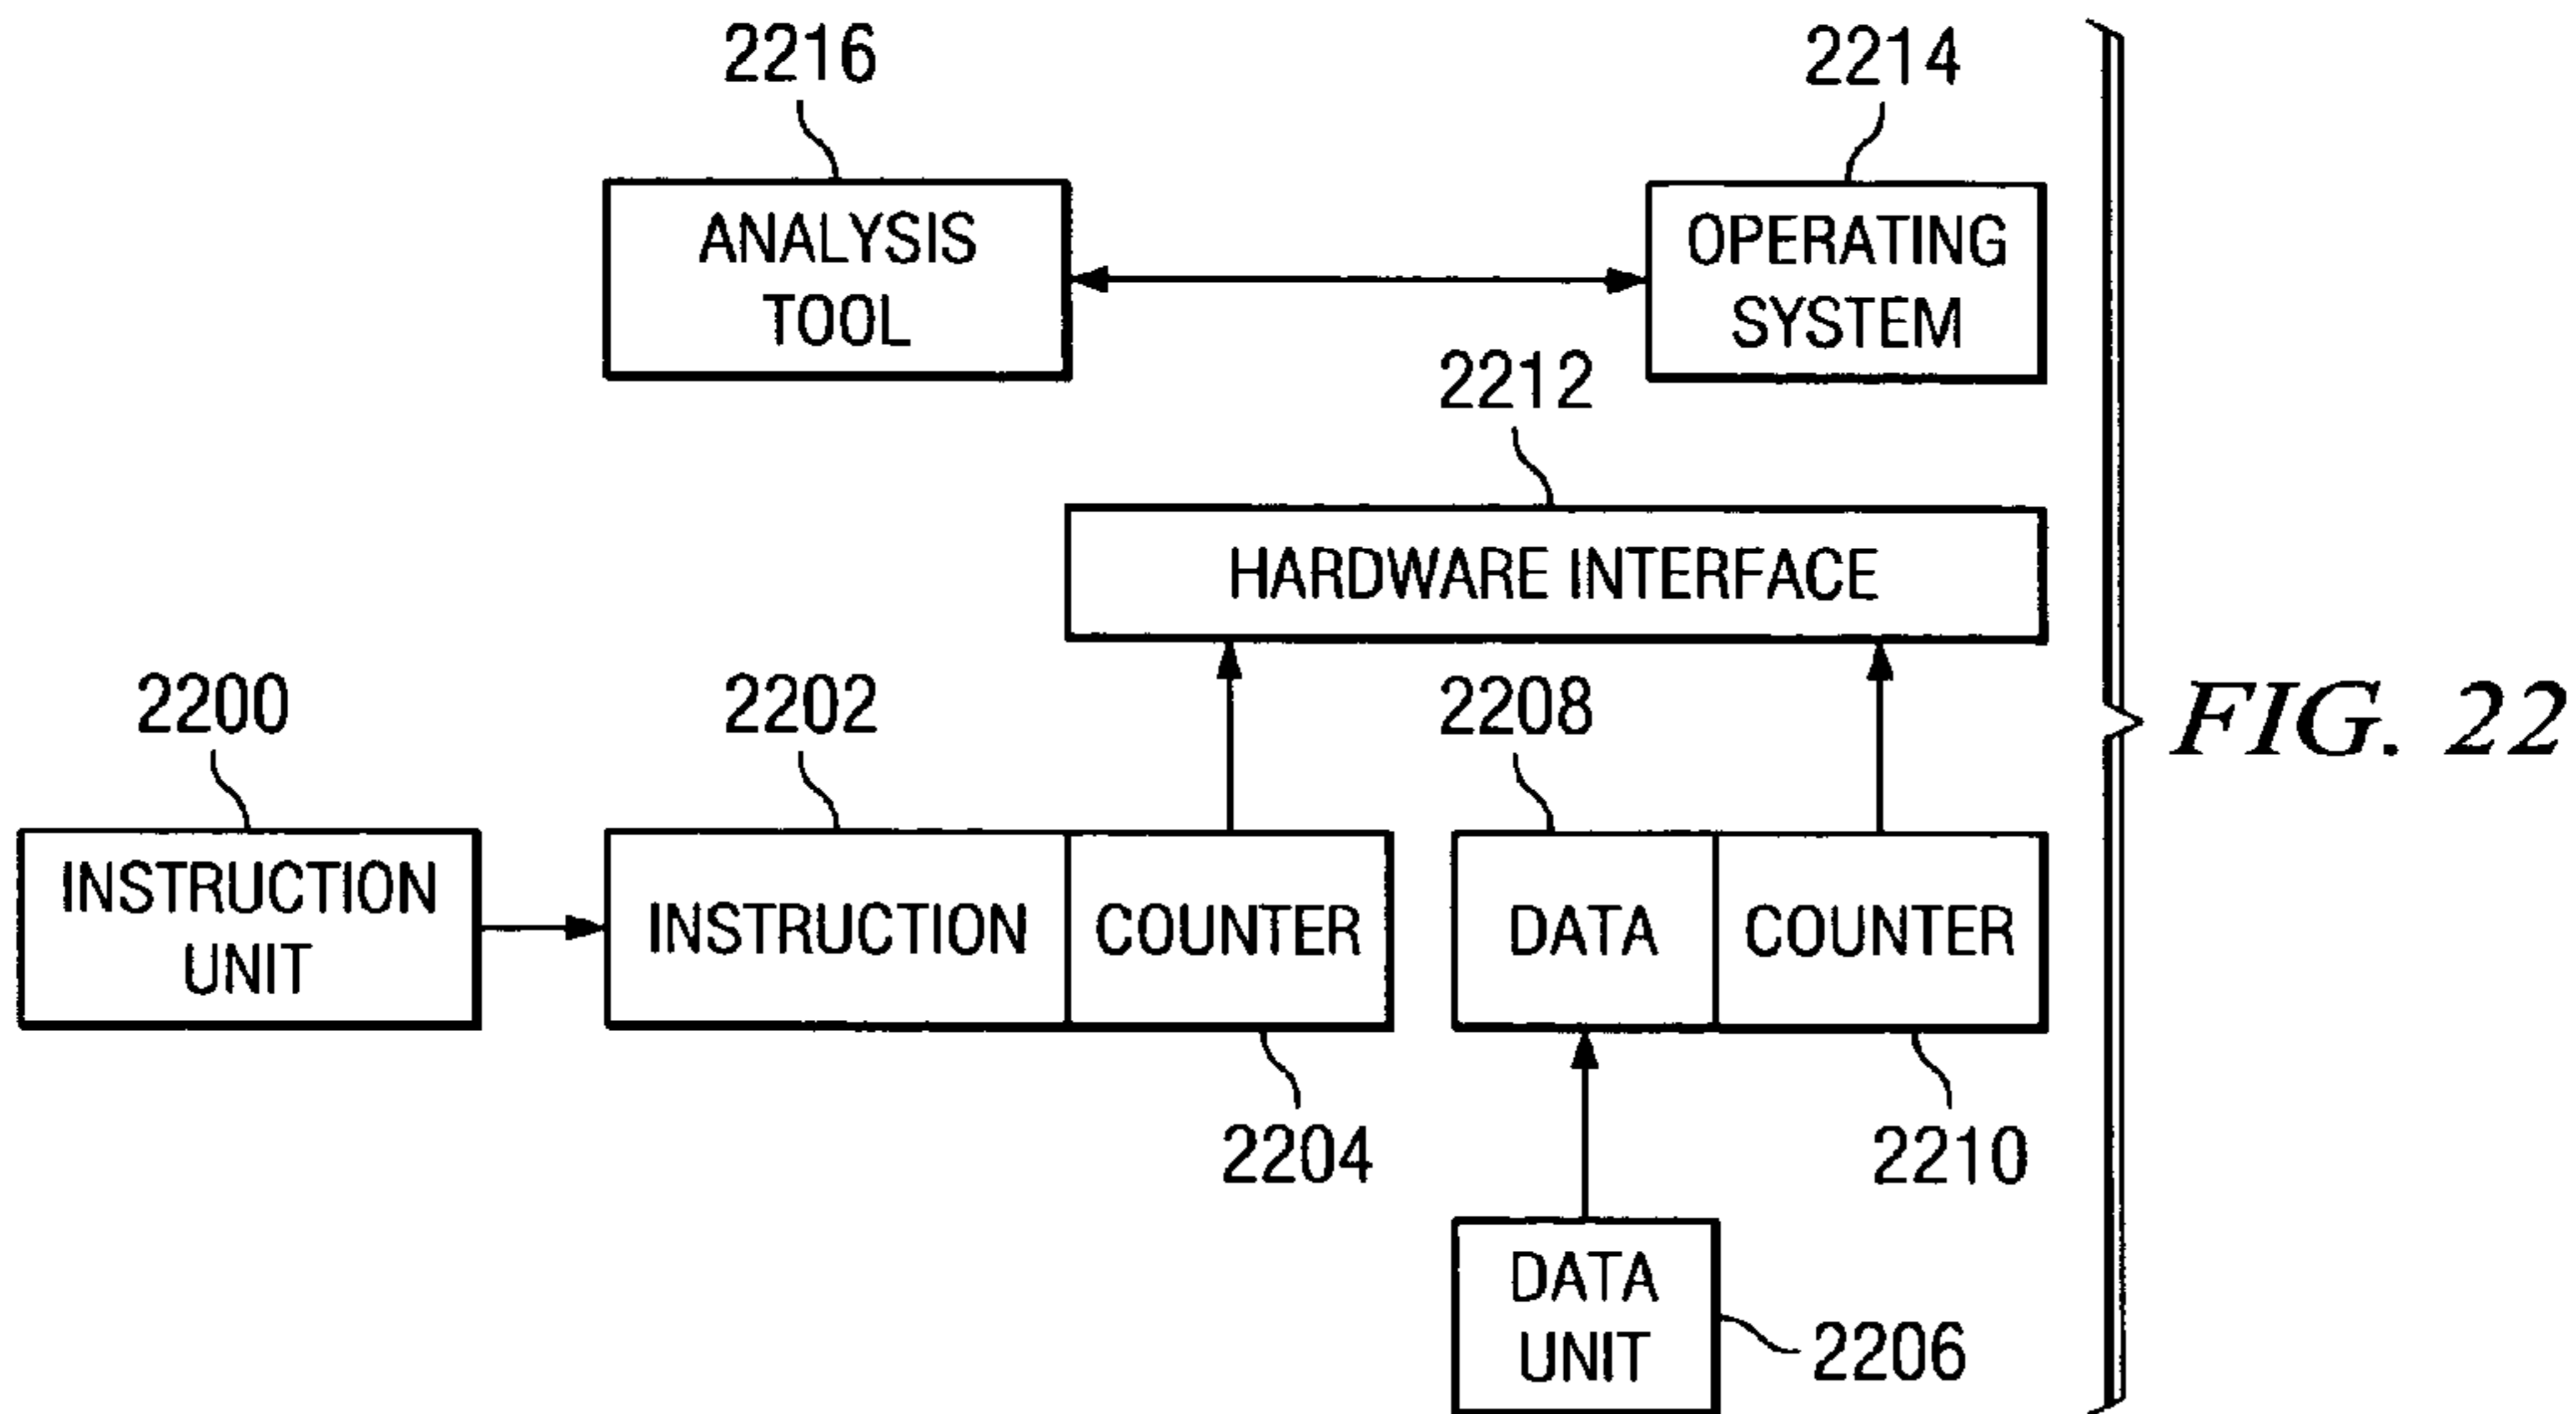 2216
2214
ANALYSIS
TOOL
OPERATING
SYSTEM
2212
HARDWARE INTERFACE
2200
2202
2208
INSTRUCTION
UNIT
INSTRUCTION
COUNTER
DATA
COUNTER
2204
2210
DATA
UNIT
2206
FIG. 22